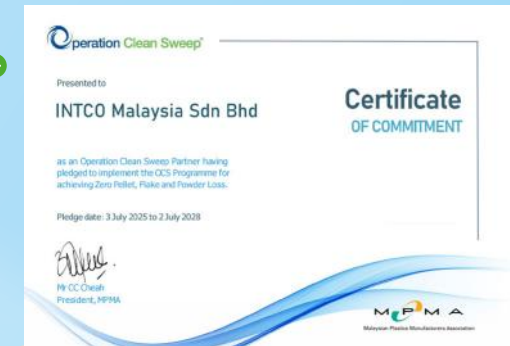 Operation Clean Sweep
Presented to
INTCO Malaysia Sdn Bhd
Certificate
OF COMMITMENT
as an Operation Clean Sweep Partner having
pledged to implement the OCS Programme for
achieving Zero Pellet, Flake and Powder Loss.
Pledge date: 3 July 2025 to 2 July 2028
Mr CC Cheah
President, MPMA
MPMA
Malaysian Plastics Manufacturers Association